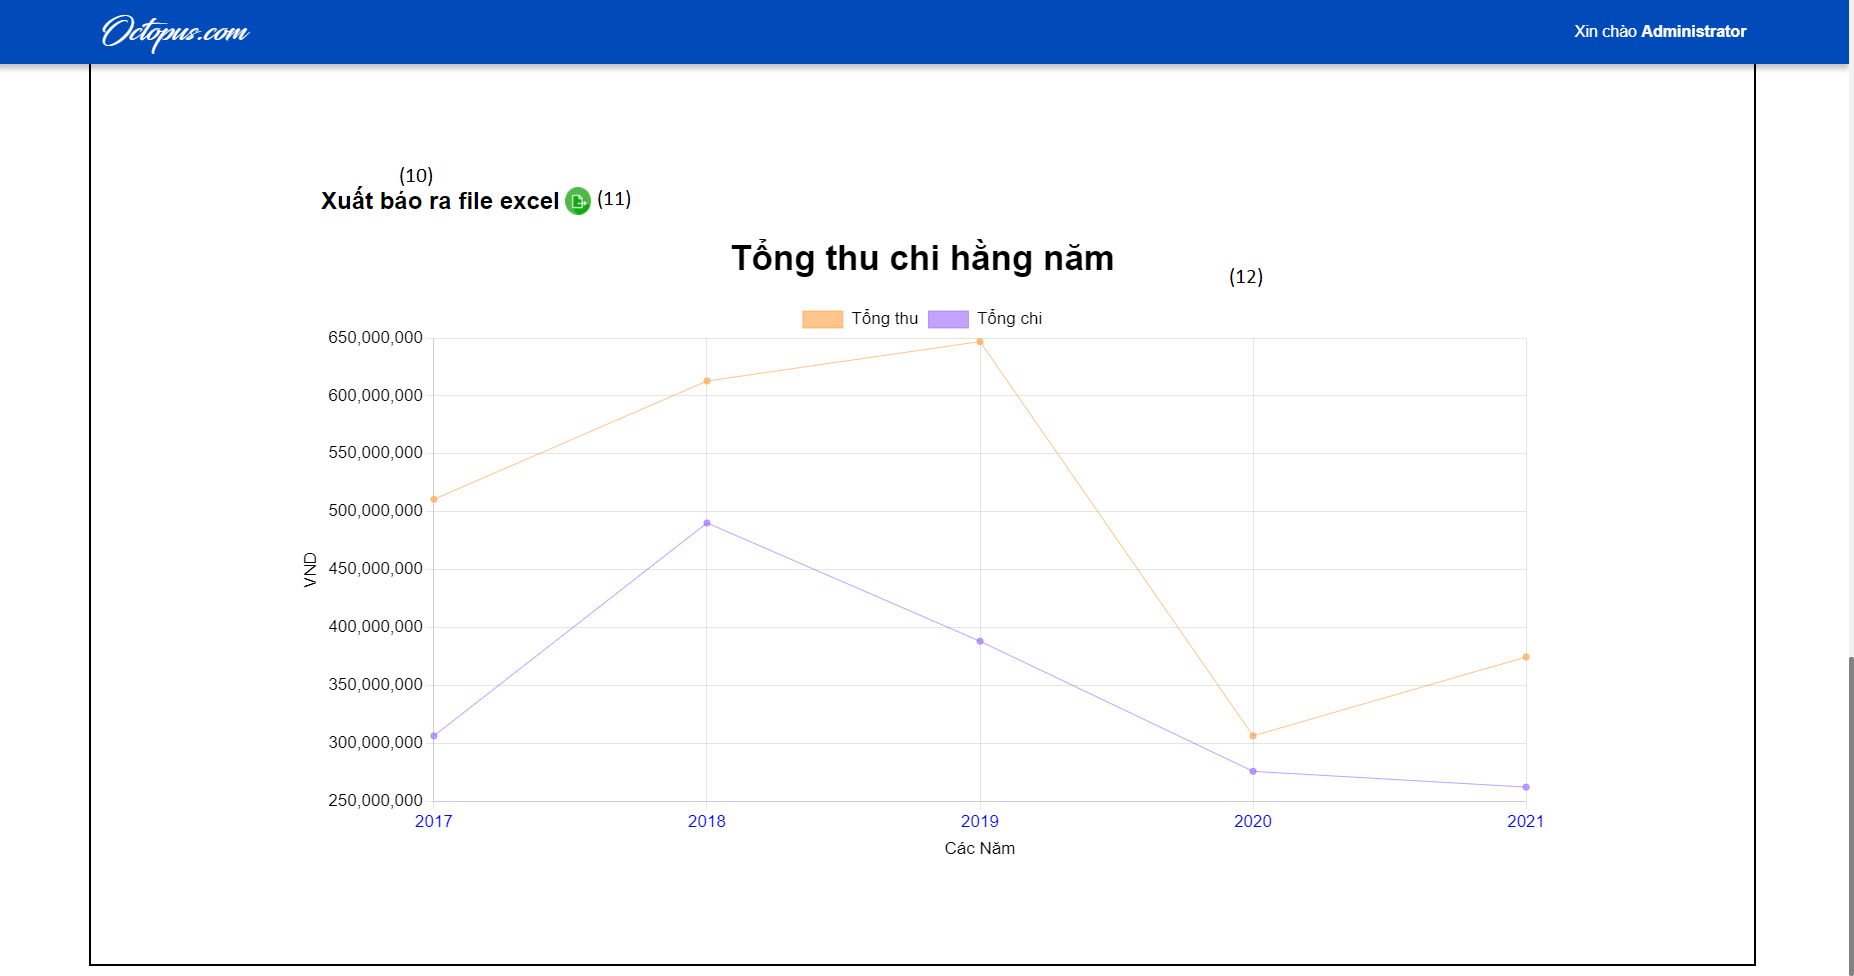 Octopus.com
Xin chào Administrator
(10)
Xuất báo ra file excel (11)
Tổng thu chi hằng năm
(12)
Tổng thu Tổng chi
650,000,000
600,000,000
550,000,000
500,000,000
450,000,000
400,000,000
350,000,000
300,000,000
250,000,000
VND
2017 2018 2019 2020 2021
Các Năm